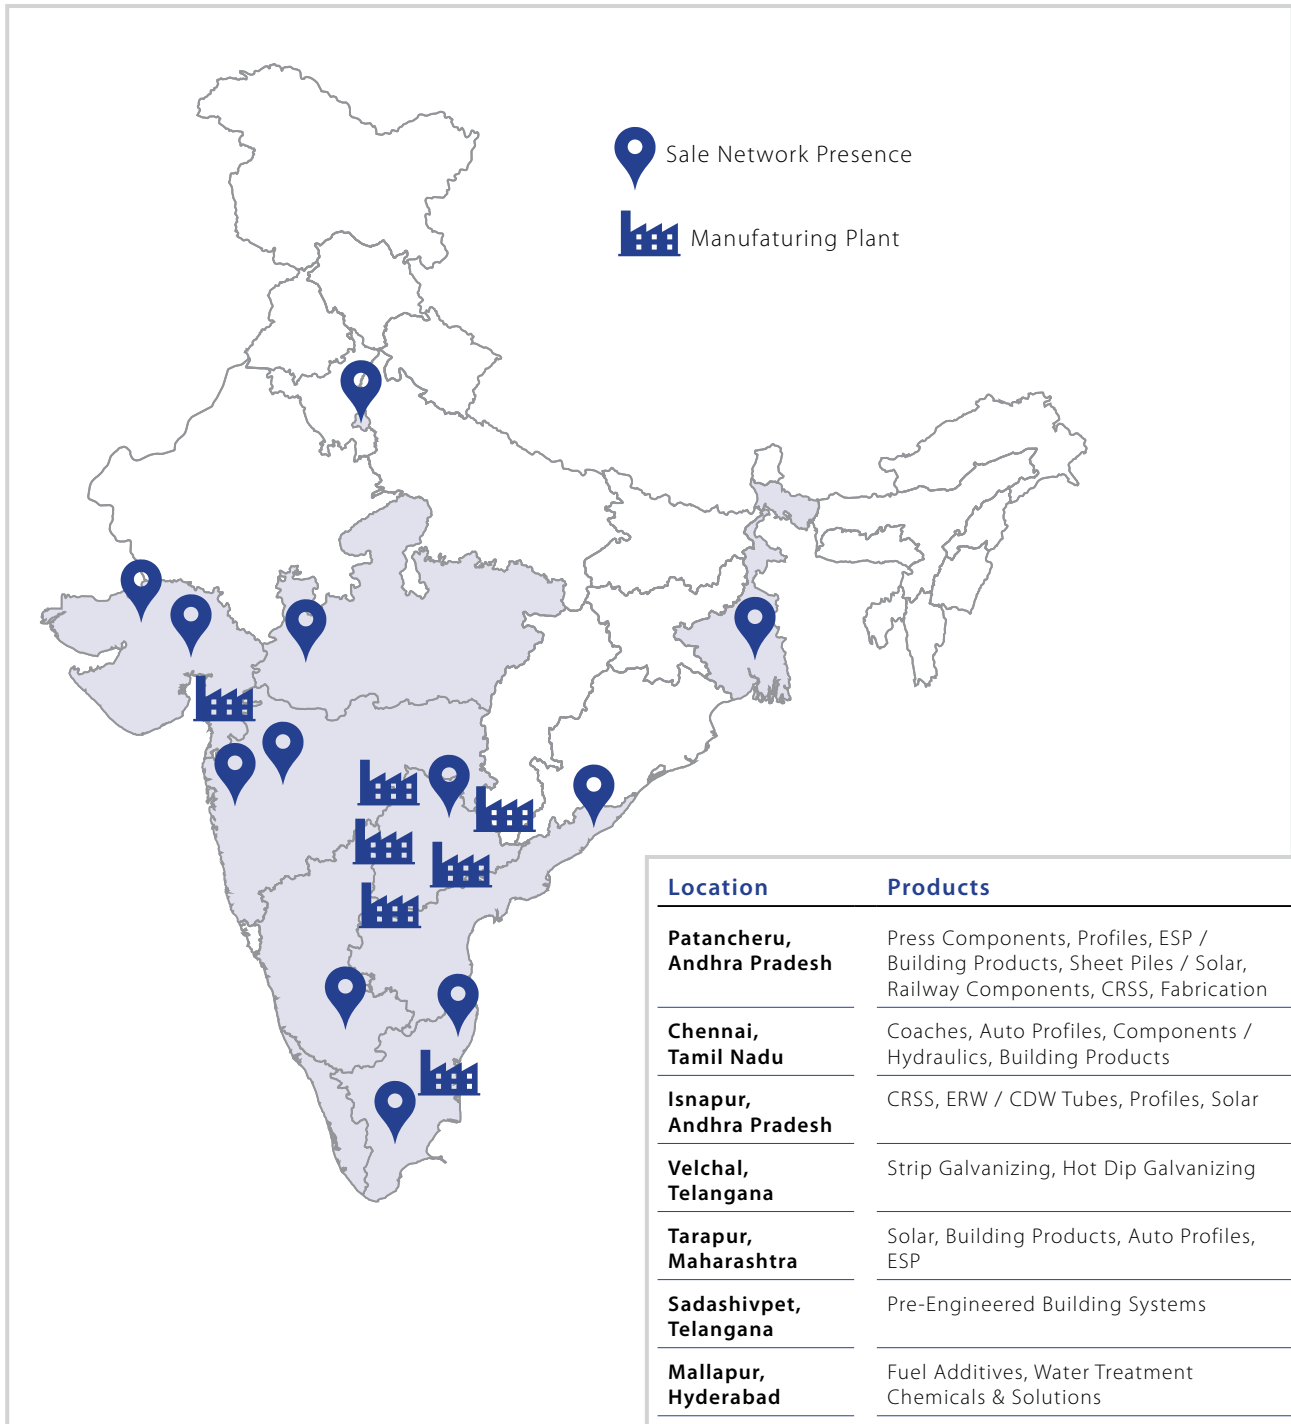 Sale Network Presence
Manufaturing Plant
Location Products
Patancheru, Press Components, Profiles, ESP /
Andhra Pradesh Building Products, Sheet Piles / Solar,
Railway Components, CRSS, Fabrication
Chennai, Coaches, Auto Profiles, Components /
Tamil Nadu Hydraulics, Building Products
Isnapur, CRSS, ERW / CDW Tubes, Profiles, Solar
Andhra Pradesh
Velchal, Strip Galvanizing, Hot Dip Galvanizing
Telangana
Tarapur, Solar, Building Products, Auto Profiles,
Maharashtra ESP
Sadashivpet, Pre-Engineered Building Systems
Telangana
Mallapur, Fuel Additives, Water Treatment
Hyderabad Chemicals & Solutions